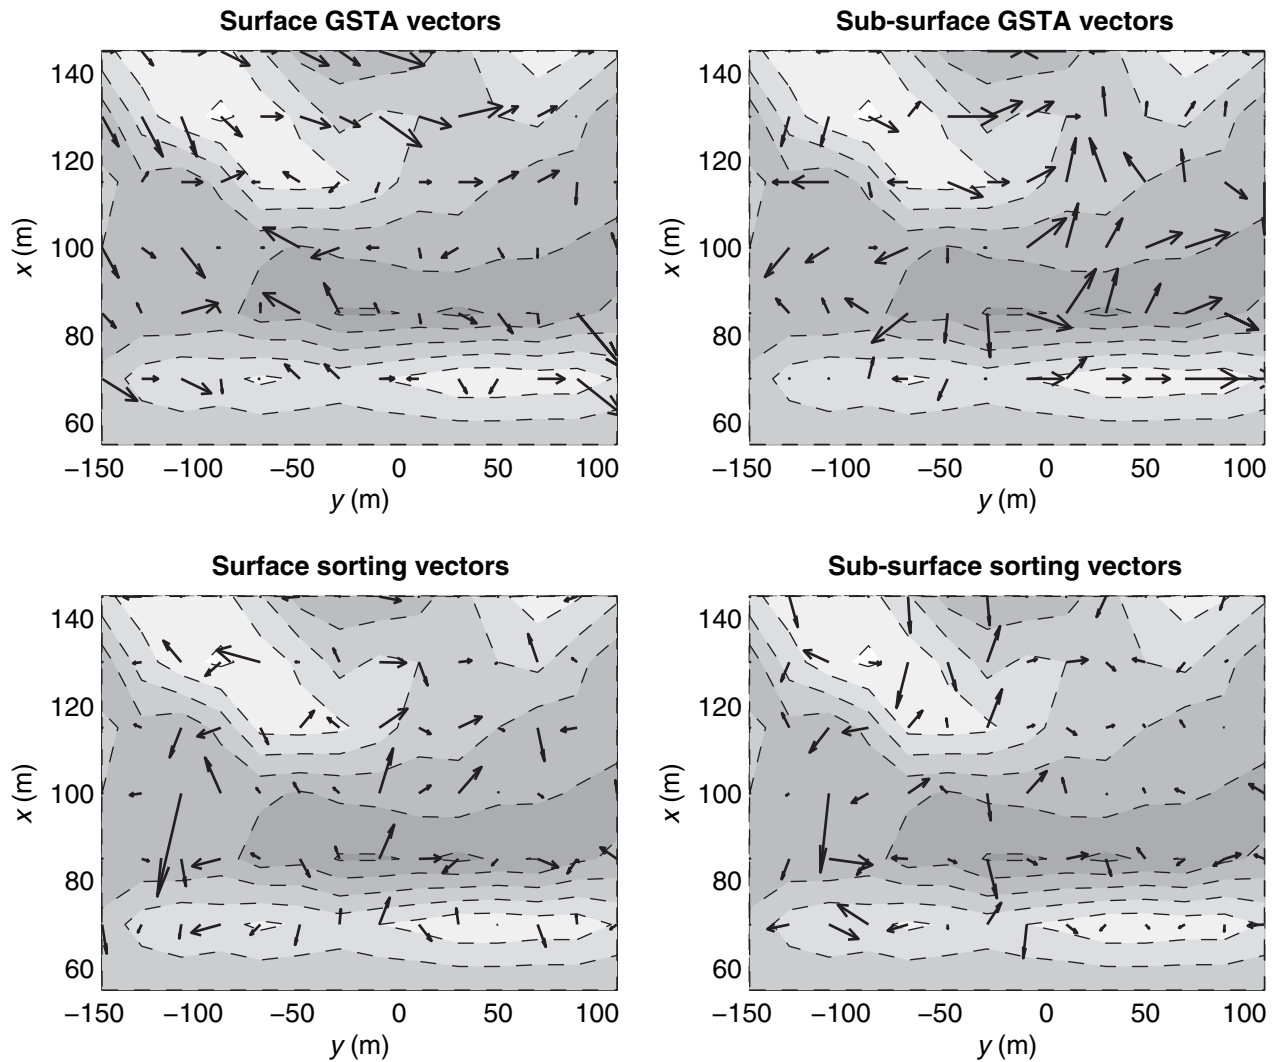 Surface GSTA vectors
Sub-surface GSTA vectors
140
120
100
80
60
x (m)
−150 −100 −50 0 50 100
y (m)
140
120
100
80
60
x (m)
−150 −100 −50 0 50 100
y (m)
Surface sorting vectors
Sub-surface sorting vectors
140
120
100
80
60
x (m)
−150 −100 −50 0 50 100
y (m)
140
120
100
80
60
x (m)
−150 −100 −50 0 50 100
y (m)